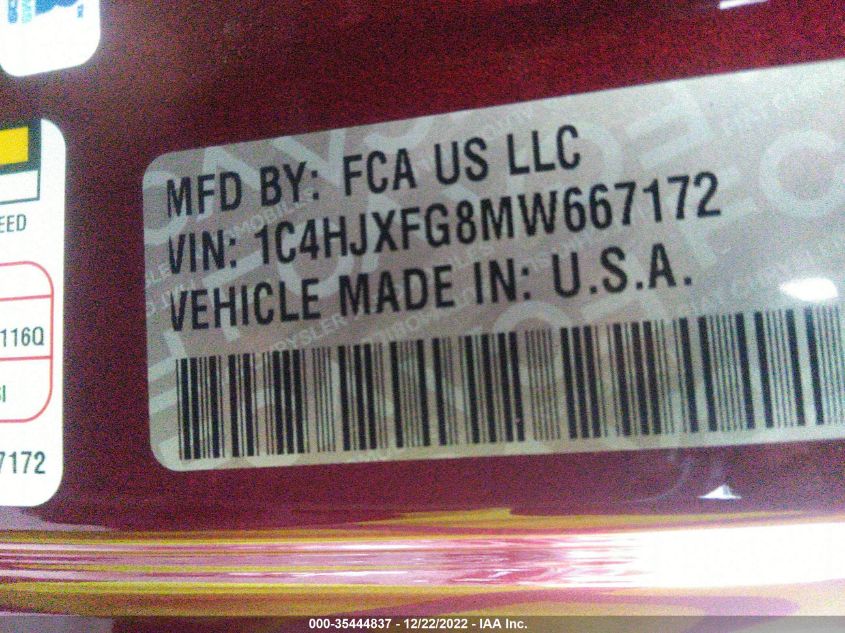 EED
116Q
SI
7172
MFD BY: FCA US LLC
VIN: 1C4HJXFG8MW667172
VEHICLE MADE IN: U.S.A.
000-35444837 - 12/22/2022 - IAA Inc.